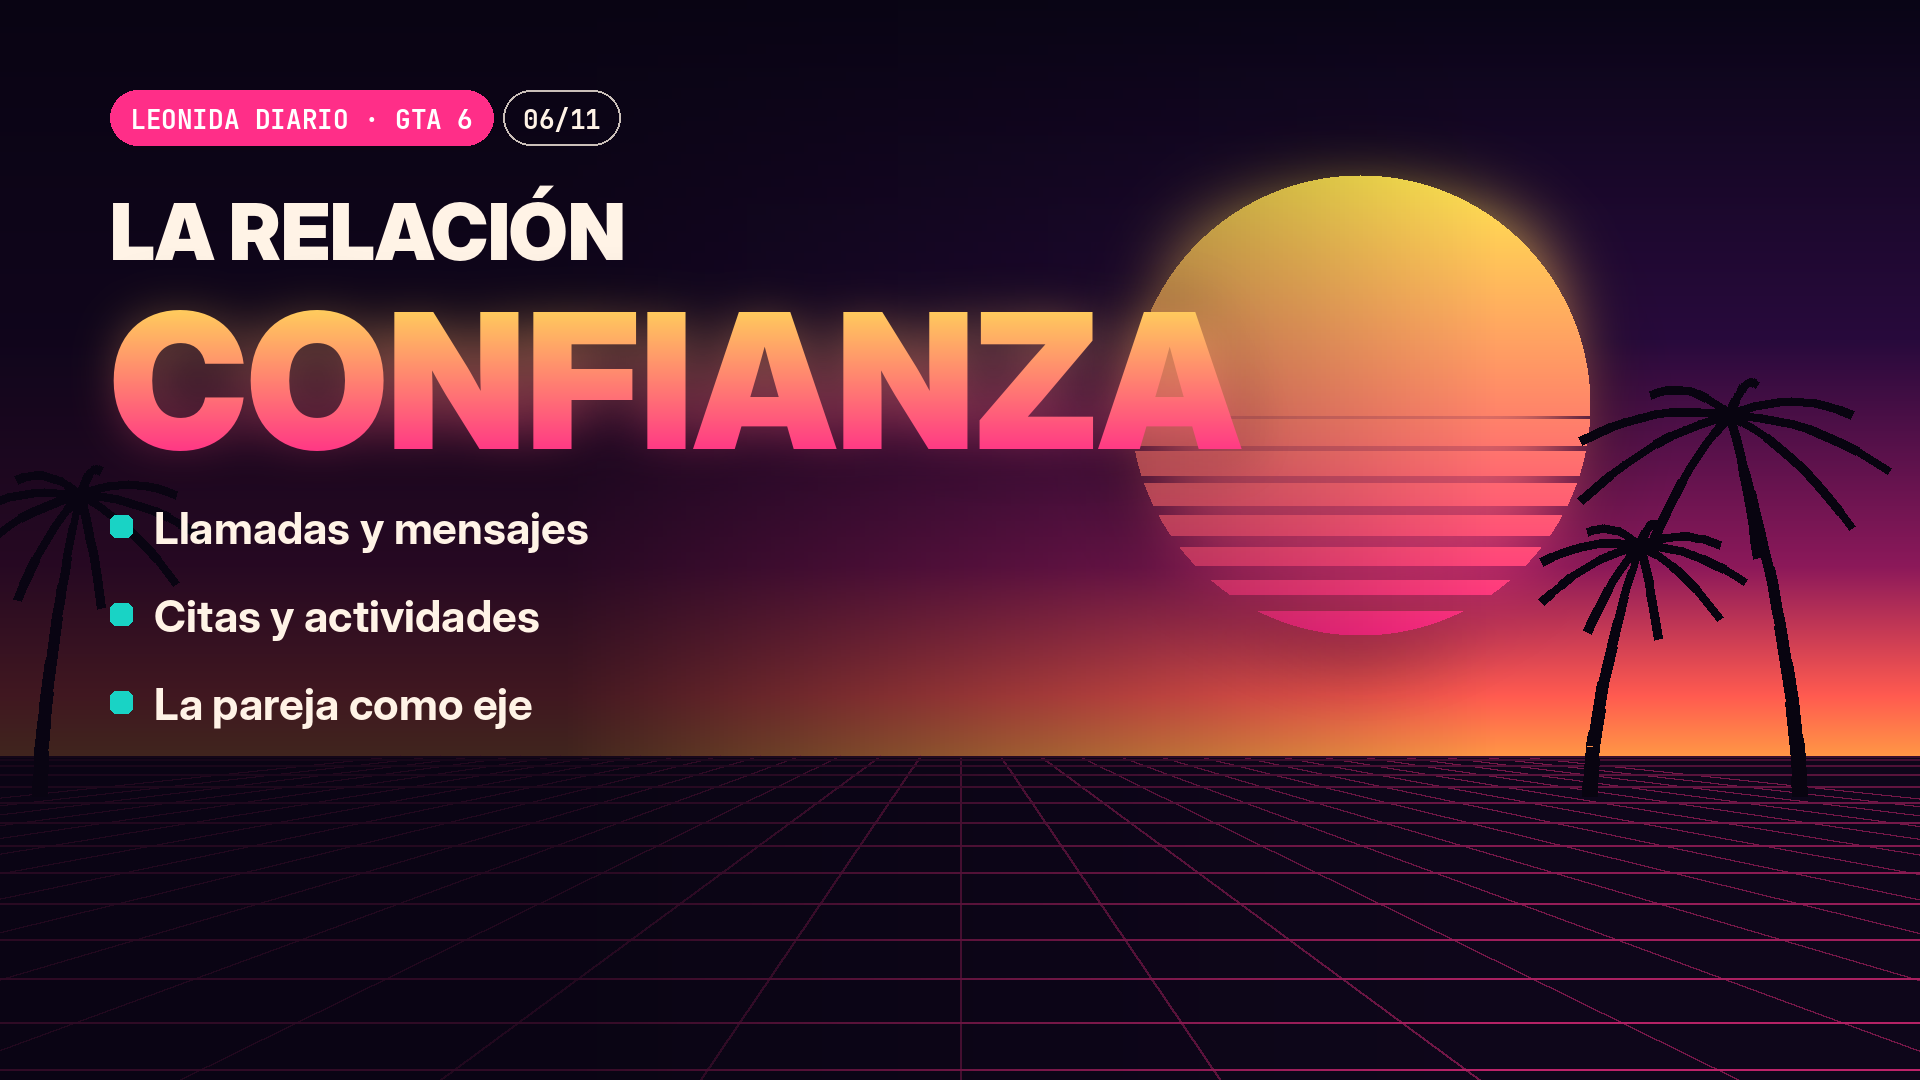 LEONIDA DIARIO · GTA 6 06/11
LA RELACIÓN
CONFIANZA
Llamadas y mensajes
Citas y actividades
La pareja como eje